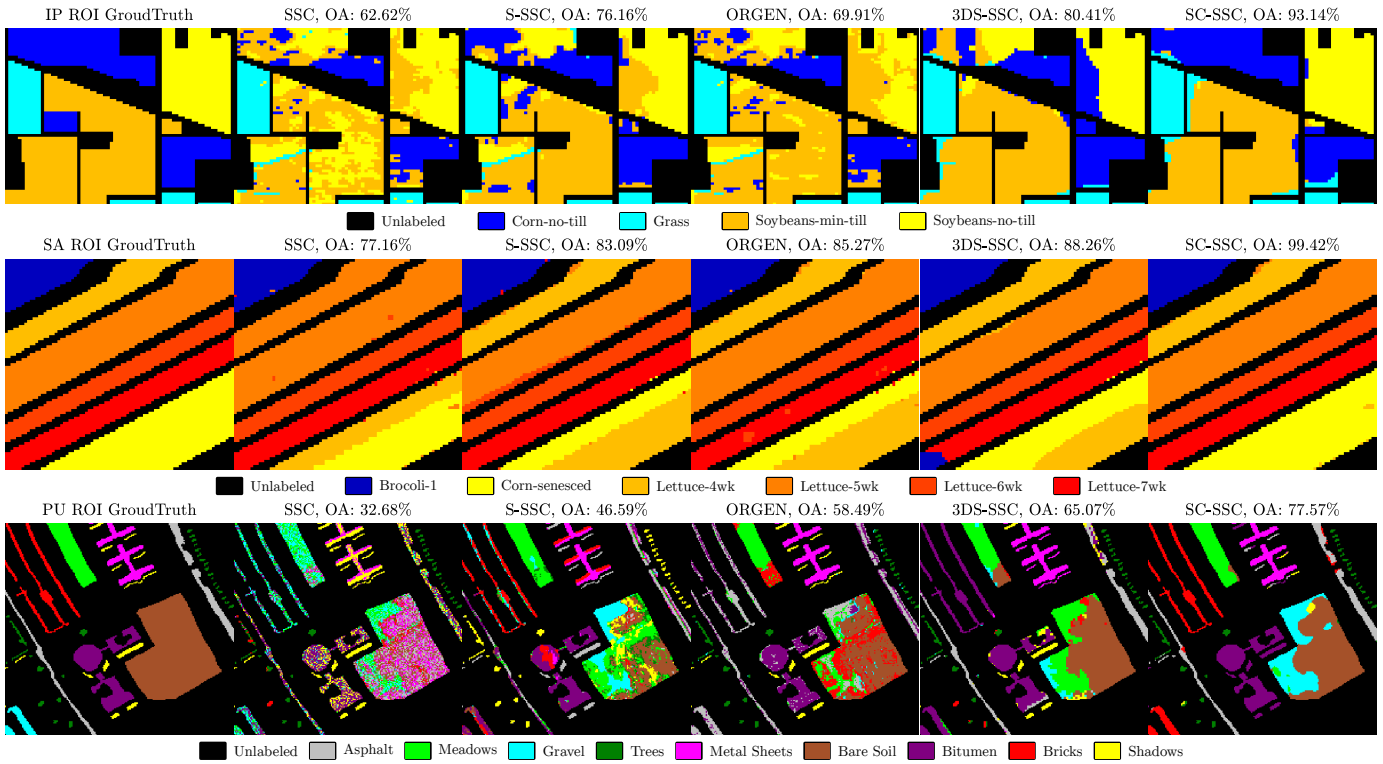 IP ROI GroudTruth
SSC, OA: 62.62%
S-SSC, OA: 76.16%
ORGEN, OA: 69.91%
3DS-SSC, OA: 80.41%
SC-SSC, OA: 93.14%
Unlabeled
Corn-no-till
Grass
Soybeans-min-till
Soybeans-no-till
SA ROI GroudTruth
SSC, OA: 77.16%
S-SSC, OA: 83.09%
ORGEN, OA: 85.27%
3DS-SSC, OA: 88.26%
SC-SSC, OA: 99.42%
Unlabeled
Brocoli-1
Corn-senesced
Lettuce-4wk
Lettuce-5wk
Lettuce-6wk
Lettuce-7wk
PU ROI GroudTruth
SSC, OA: 32.68%
S-SSC, OA: 46.59%
ORGEN, OA: 58.49%
3DS-SSC, OA: 65.07%
SC-SSC, OA: 77.57%
Unlabeled
Asphalt
Meadows
Gravel
Trees
Metal Sheets
Bare Soil
Bitumen
Bricks
Shadows